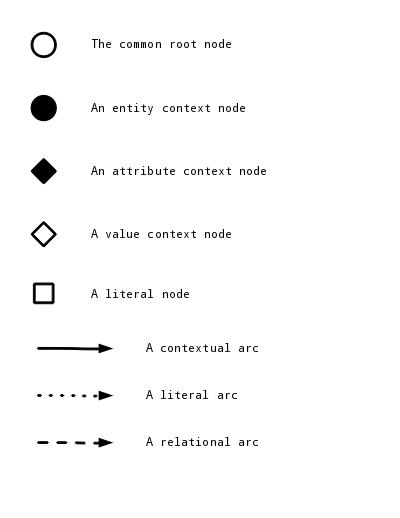 The common root node
An entity context node
An attribute context node
A value context node
A literal node
A contextual arc
A literal arc
A relational arc